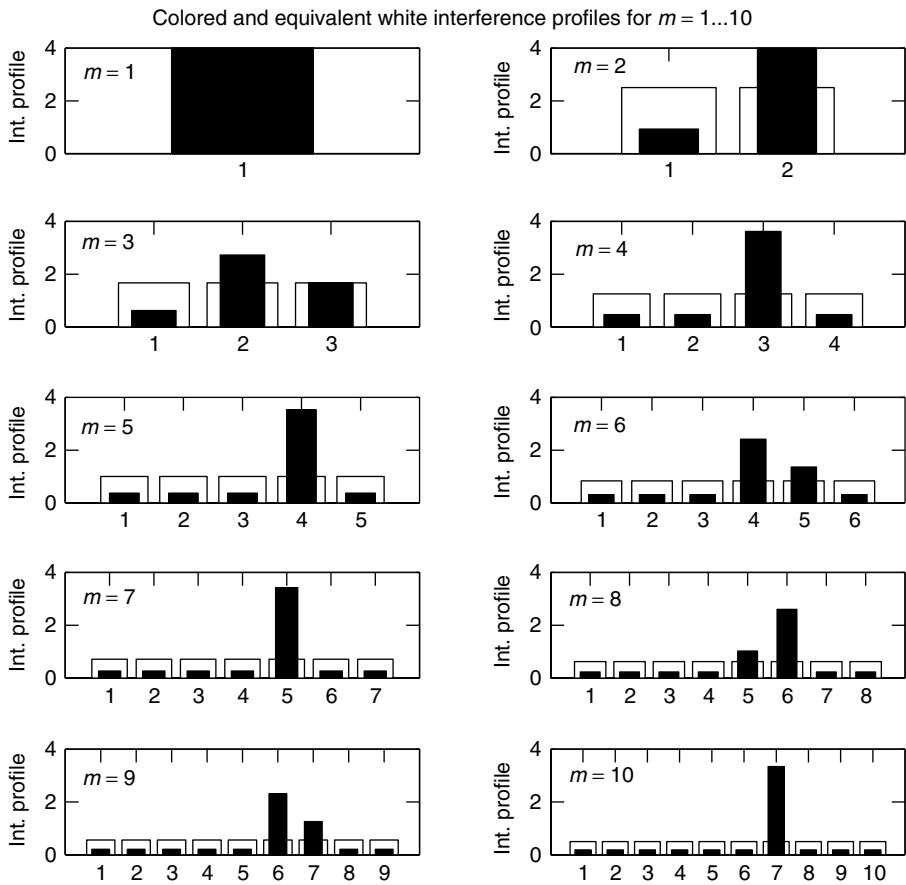 Colored and equivalent white interference profiles for m = 1...10
Int. profile
4
2
0
m = 1
1
Int. profile
4
2
0
m = 2
1 2
Int. profile
4
2
0
m = 3
1 2 3
Int. profile
4
2
0
m = 4
1 2 3 4
Int. profile
4
2
0
m = 5
1 2 3 4 5
Int. profile
4
2
0
m = 6
1 2 3 4 5 6
Int. profile
4
2
0
m = 7
1 2 3 4 5 6 7
Int. profile
4
2
0
m = 8
1 2 3 4 5 6 7 8
Int. profile
4
2
0
m = 9
1 2 3 4 5 6 7 8 9
Int. profile
4
2
0
m = 10
1 2 3 4 5 6 7 8 9 10